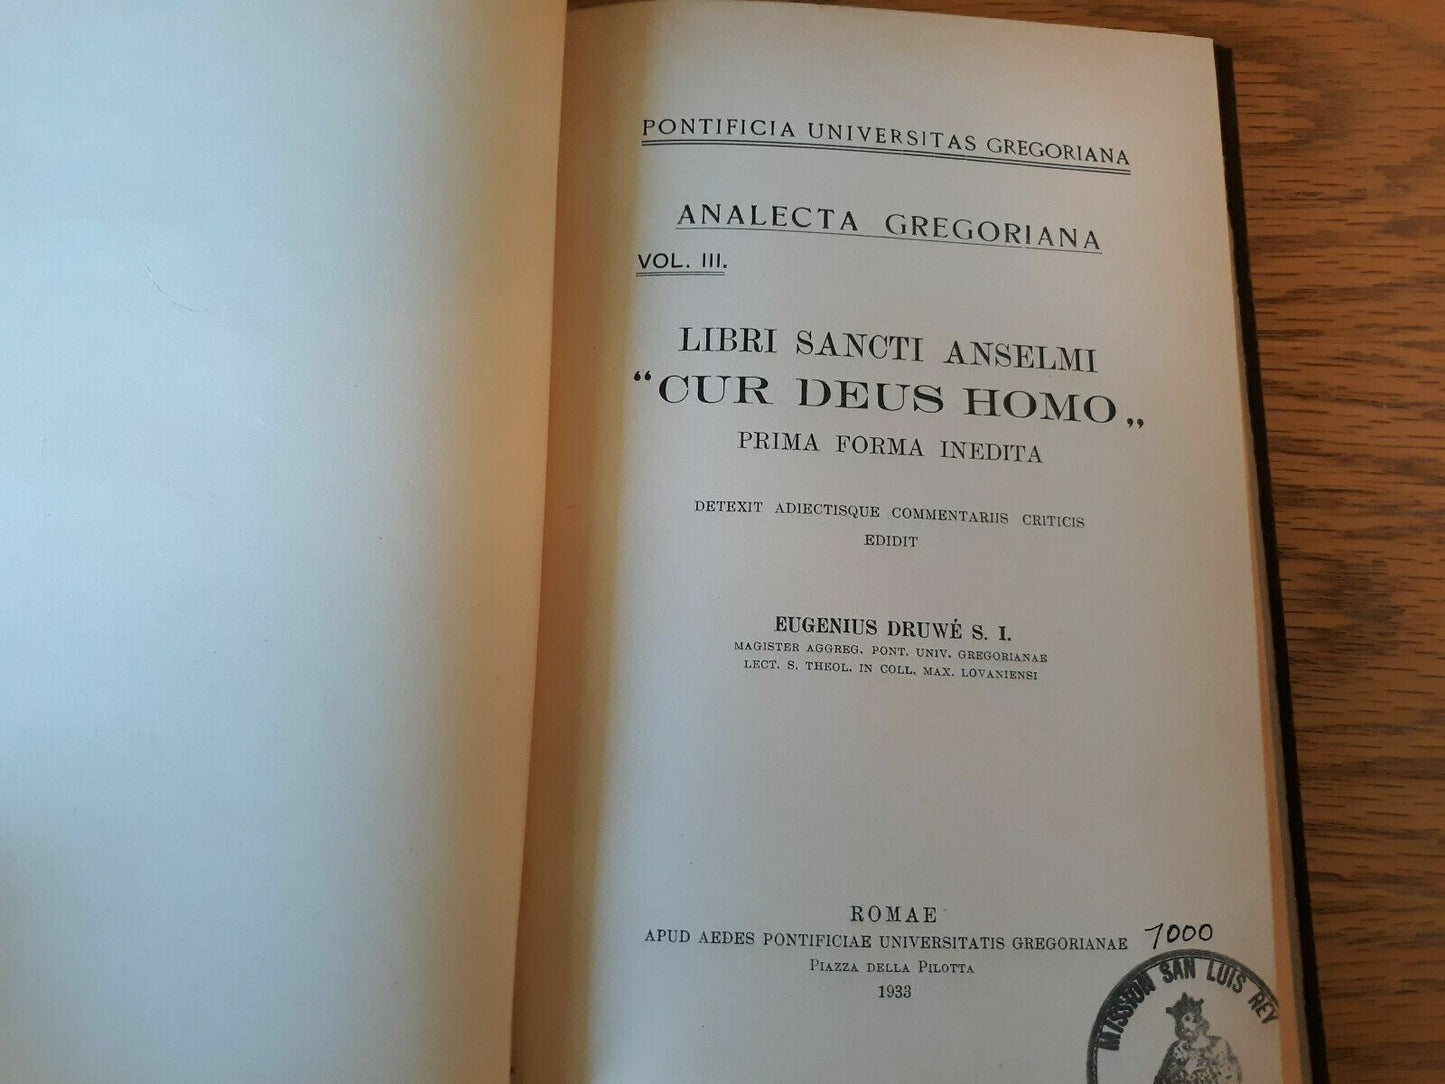 PONTIFICIA UNIVERSITAS GREGORIANA
ANALECTA GREGORIANA
VOL. III.
LIBRI SANCTI ANSELMI
“CUR DEUS HOMO„
PRIMA FORMA INEDITA
DETEXIT ADIECTISQUE COMMENTARIIS CRITICIS
EDIDIT
EUGENIUS DRUWÉ S. I.
MAGISTER AGGREG. PONT. UNIV. GREGORIANAE
LECT. S. THEOL. IN COLL. MAX. LOVANIENSI
ROMAE
APUD AEDES PONTIFICIAE UNIVERSITATIS GREGORIANAE
PIAZZA DELLA PILOTTA
1933
1000
MISSION SAN LUIS REY